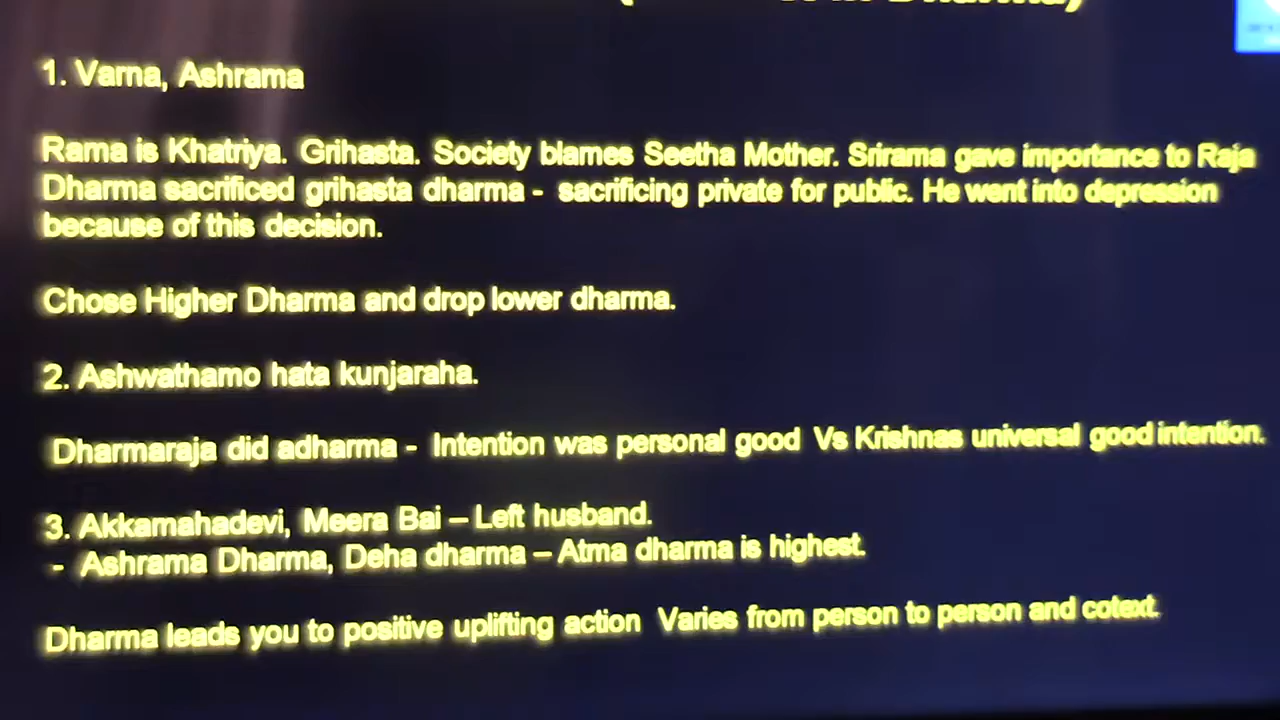 Dharma)
1. Varna, Ashrama
Rama is Khatriya. Grihasta. Society blames Seetha Mother. Srirama gave importance to Raja
Dharma sacrificed grihasta dharma - sacrificing private for public. He went into depression
because of this decision.
Chose Higher Dharma and drop lower dharma.
2. Ashwathamo hata kunjaraha.
Dharmaraja did adharma - Intention was personal good Vs Krishnas universal good intention.
3. Akkamahadevi, Meera Bai – Left husband.
- Ashrama Dharma, Deha dharma – Atma dharma is highest.
Dharma leads you to positive uplifting action Varies from person to person and cotext.